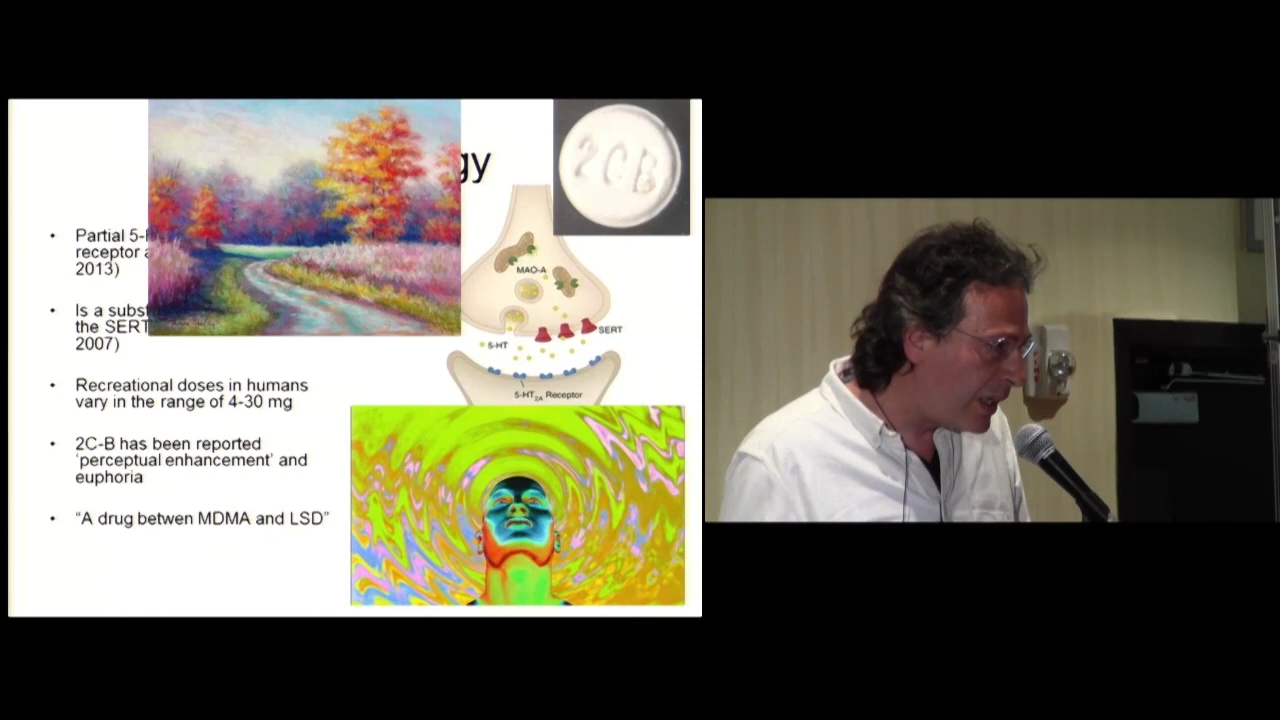 gy
2CB
Partial 5-
receptor
2013)
Is a subst
the SERT
2007)
Recreational doses in humans
vary in the range of 4-30 mg
2C-B has been reported
'perceptual enhancement' and
euphoria
“A drug betwen MDMA and LSD”
MAO-A
SERT
5-HT
5-HT2A Receptor